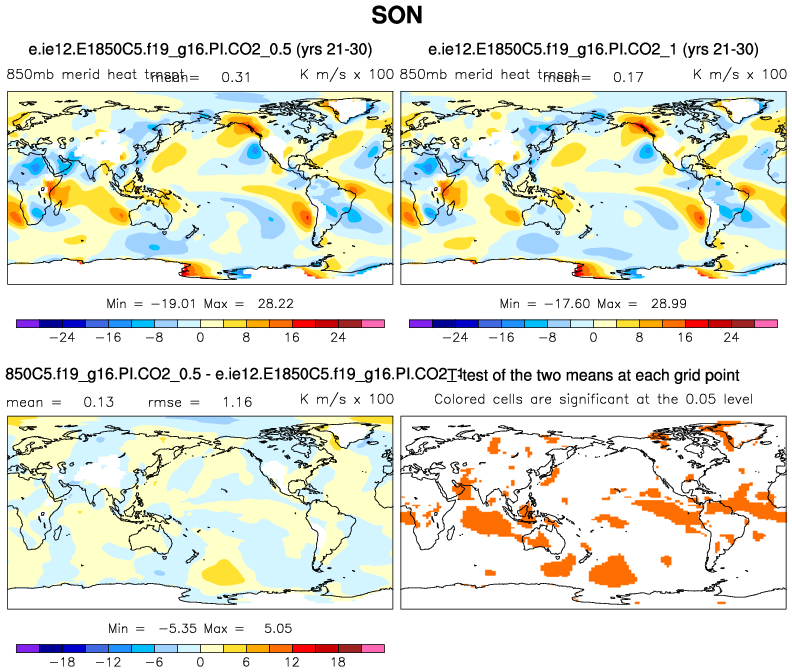 SON
e.ie12.E1850C5.f19_g16.PI.CO2_0.5 (yrs 21-30)
e.ie12.E1850C5.f19_g16.PI.CO2_1 (yrs 21-30)
850mb merid heat trnspt mean= 0.31 K m/s x 100
850mb merid heat trnspt mean= 0.17 K m/s x 100
Min = −19.01 Max = 28.22
Min = −17.60 Max = 28.99
−24 −16 −8 0 8 16 24
−24 −16 −8 0 8 16 24
850C5.f19_g16.PI.CO2_0.5 - e.ie12.E1850C5.f19_g16.PI.CO2_1
T-test of the two means at each grid point
mean = 0.13 rmse = 1.16 K m/s x 100
Colored cells are significant at the 0.05 level
Min = −5.35 Max = 5.05
−18 −12 −6 0 6 12 18